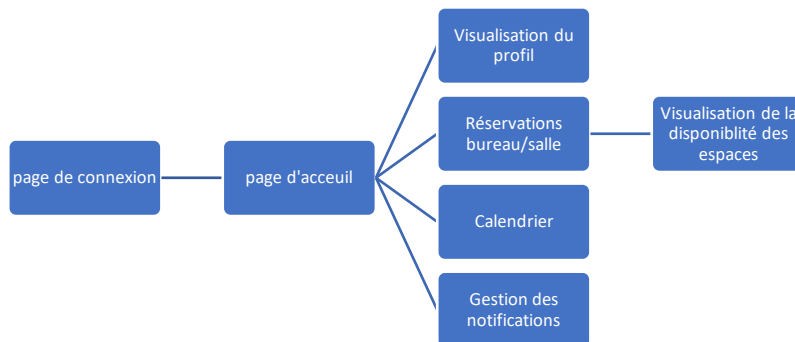 Visualisation du
profil
Réservations
bureau/salle
Visualisation de la
disponiblité des
espaces
page de connexion
page d'acceuil
Calendrier
Gestion des
notifications